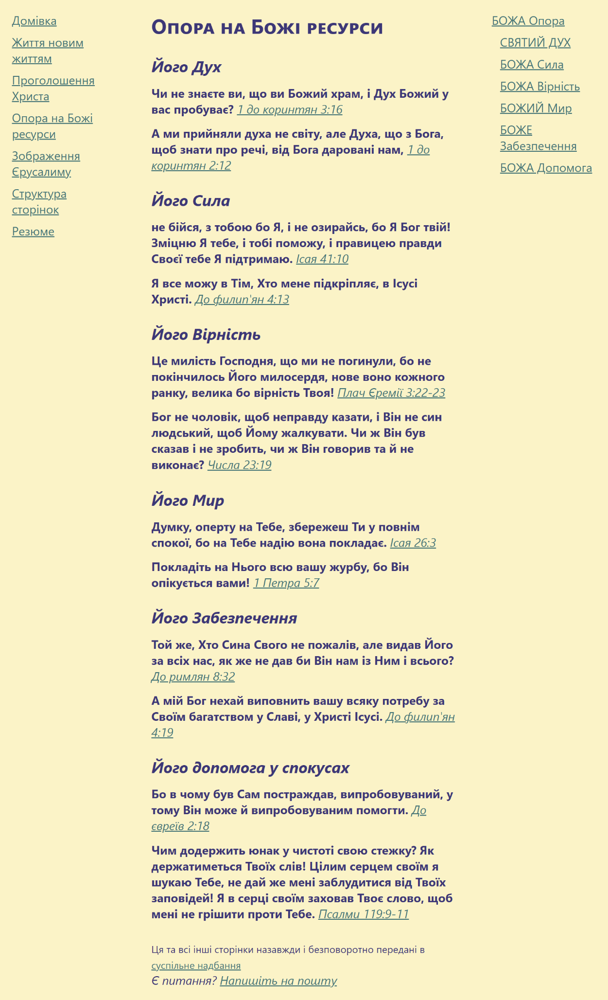 Домівка
Життя новим
життям
Проголошення
Христа
Опора на Божі
ресурси
Зображення
Єрусалиму
Структура
сторінок
Резюме
Опора на Божі ресурси
Його Дух
Чи не знаєте ви, що ви Божий храм, і Дух Божий у
вас пробуває? 1 до коринтян 3:16
А ми прийняли духа не світу, але Духа, що з Бога,
щоб знати про речі, від Бога даровані нам, 1 до
коринтян 2:12
Його Сила
не бійся, з тобою бо Я, і не озирайсь, бо Я Бог твій!
Зміцню Я тебе, і тобі поможу, і правицею правди
Своєї тебе Я підтримаю. Ісая 41:10
Я все можу в Тім, Хто мене підкріпляє, в Ісусі
Христі. До филип'ян 4:13
Його Вірність
Це милість Господня, що ми не погинули, бо не
покінчилось Його милосердя, нове воно кожного
ранку, велика бо вірність Твоя! Плач Єремії 3:22-23
Бог не чоловік, щоб неправду казати, і Він не син
людський, щоб Йому жалкувати. Чи ж Він був
сказав і не зробить, чи ж Він говорив та й не
виконає? Числа 23:19
Його Мир
Думку, оперту на Тебе, збережеш Ти у повнім
спокої, бо на Тебе надію вона покладає. Ісая 26:3
Покладіть на Нього всю вашу журбу, бо Він
опікується вами! 1 Петра 5:7
Його Забезпечення
Той же, Хто Сина Свого не пожалів, але видав Його
за всіх нас, як же не дав би Він нам із Ним і всього?
До римлян 8:32
А мій Бог нехай виповнить вашу всяку потребу за
Своїм багатством у Славі, у Христі Ісусі. До филип'ян
4:19
Його допомога у спокусах
Бо в чому був Сам постраждав, випробовуваний, у
тому Він може й випробовуваним помогти. До
євреїв 2:18
Чим додержить юнак у чистоті свою стежку? Як
держатиметься Твоїх слів! Цілим серцем своїм я
шукаю Тебе, не дай же мені заблудитися від Твоїх
заповідей! Я в серці своїм заховав Твоє слово, щоб
мені не грішити проти Тебе. Псалми 119:9-11
Ця та всі інші сторінки назавжди і безповоротно передані в
суспільне надбання
Є питання? Напишіть на пошту
БОЖА Опора
СВЯТИЙ ДУХ
БОЖА Сила
БОЖА Вірність
БОЖИЙ Мир
БОЖЕ
Забезпечення
БОЖА Допомога